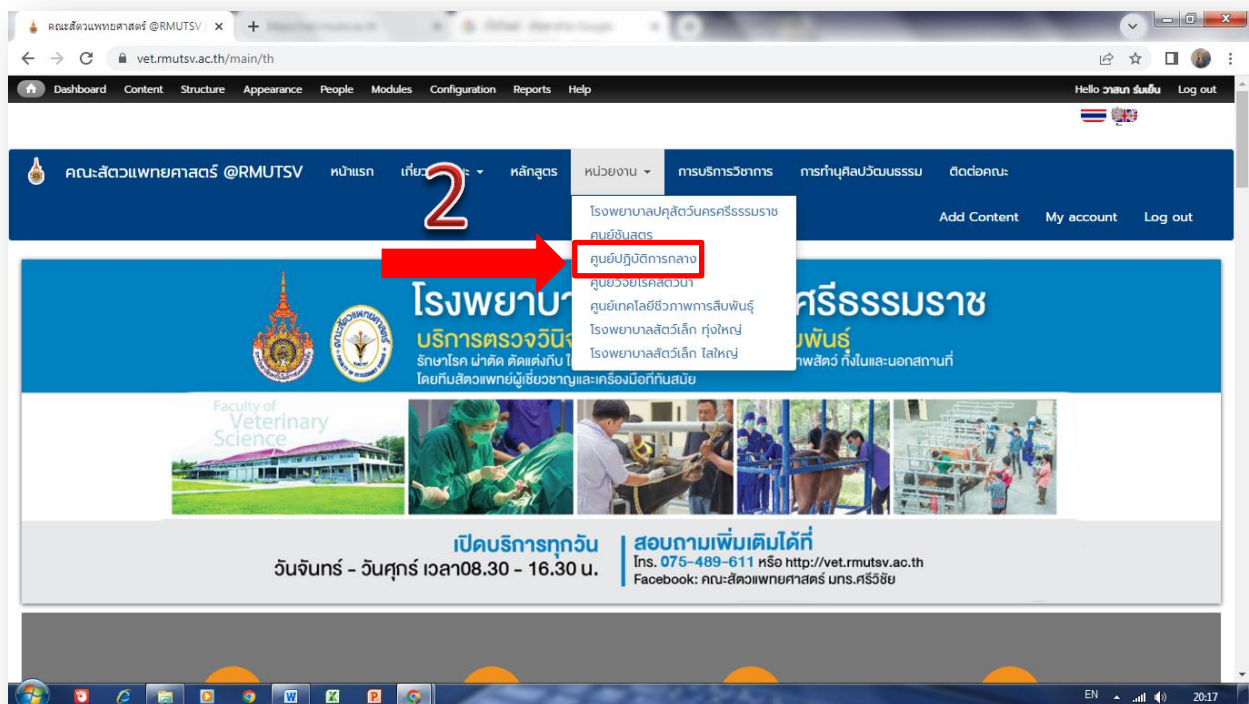 คณะสัตวแพทยศาสตร์ @RMUTSV
vet.rmutsv.ac.th/main/th
Dashboard Content Structure Appearance People Modules Configuration Reports Help
Hello วาสนา ร่มเย็น Log out
คณะสัตวแพทยศาสตร์ @RMUTSV หน้าแรก หลักสูตร หน่วยงาน การบริการวิชาการ การทำนุศิลปวัฒนธรรม ติดต่อคณะ
2
Add Content My account Log out
โรงพยาบาลปศุสัตว์นครศรีธรรมราช
ศูนย์ชันสูตร
ศูนย์ปฏิบัติการกลาง
ศูนย์วิจัยโรคสัตว์น้ำ
ศูนย์เทคโลยีชีวภาพการสืบพันธุ์
โรงพยาบาลสัตว์เล็ก ทุ่งใหญ่
โรงพยาบาลสัตว์เล็ก ไสใหญ่
โรงพยาบา ศรีธรรมราช
บริการตรวจวินิจ มพันธุ์
รักษาโรค ผ่าตัด ตัดแต่งกีบ าพสัตว์ ทั้งในและนอกสถานที่
โดยทีมสัตวแพทย์ผู้เชี่ยวชาญและเครื่องมือที่ทันสมัย
Faculty of
Veterinary
Science
เปิดบริการทุกวัน
วันจันทร์ - วันศุกร์ เวลา08.30 - 16.30 น.
สอบถามเพิ่มเติมได้ที่
โทร. 075-489-611 หรือ http://vet.rmutsv.ac.th
Facebook: คณะสัตวแพทยศาสตร์ มทร.ศรีวิชัย
EN 20:17